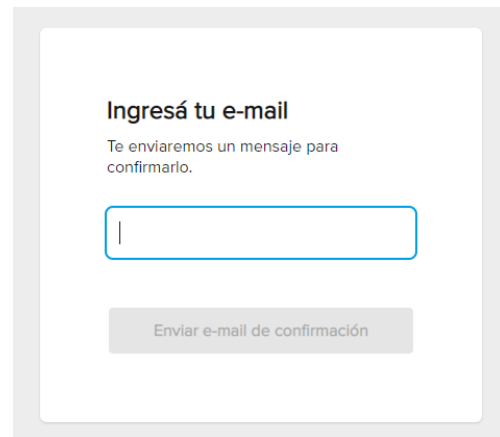 Ingresá tu e-mail
Te enviaremos un mensaje para
confirmarlo.
Enviar e-mail de confirmación